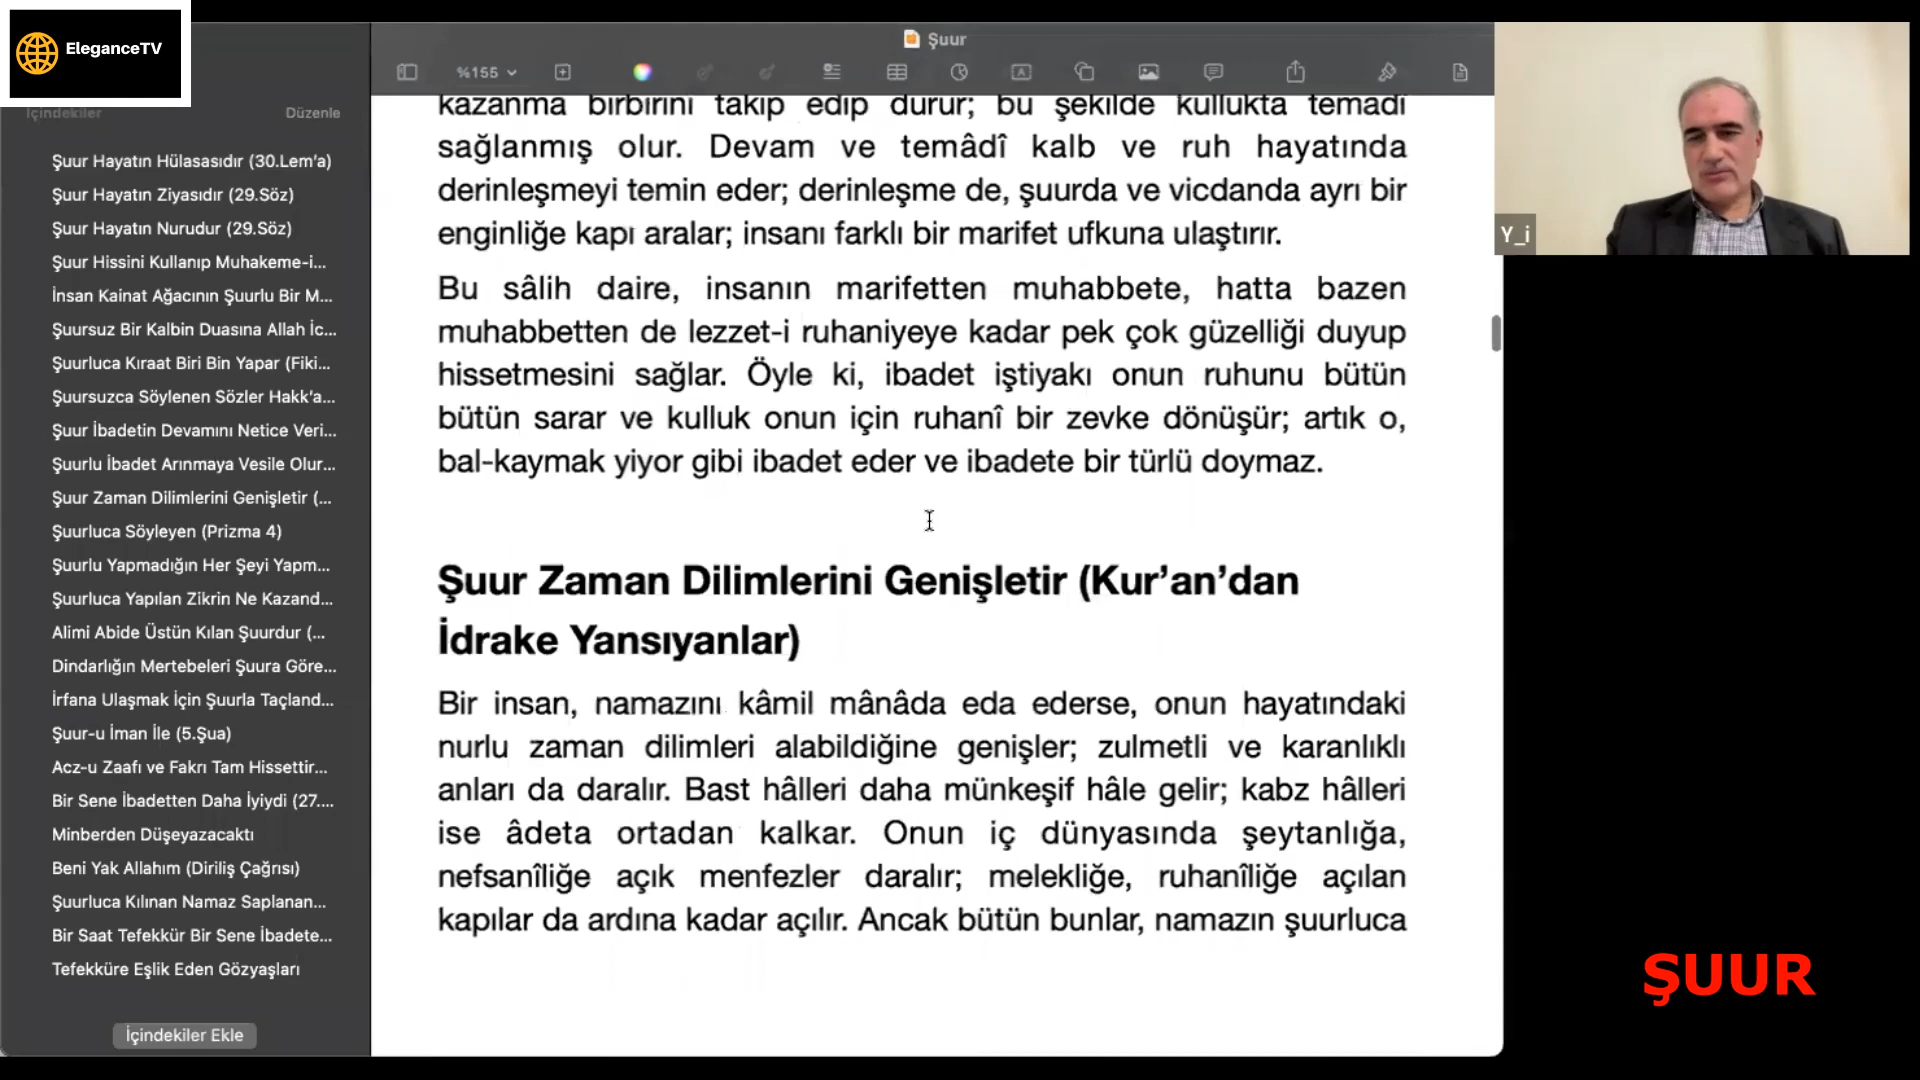 EleganceTV
İçindekiler
Düzenle
Şuur Hayatın Hülasasıdır (30.Lem’a)
Şuur Hayatın Ziyasıdır (29.Söz)
Şuur Hayatın Nurudur (29.Söz)
Şuur Hissini Kullanıp Muhakeme-i...
İnsan Kainat Ağacının Şuurlu Bir M...
Şuursuz Bir Kalbin Duasına Allah İc...
Şuurluca Kıraat Biri Bin Yapar (Fiki...
Şuursuzca Söylenen Sözler Hakk’a...
Şuur İbadetin Devamını Netice Veri...
Şuurlu İbadet Arınmaya Vesile Olur...
Şuur Zaman Dilimlerini Genişletir (...
Şuurluca Söyleyen (Prizma 4)
Şuurlu Yapmadığın Her Şeyi Yapm...
Şuurluca Yapılan Zikrin Ne Kazand...
Alimi Abide Üstün Kılan Şuurdur (...
Dindarlığın Mertebeleri Şuura Göre...
İrfana Ulaşmak İçin Şuurla Taçland...
Şuur-u İman İle (5.Şua)
Acz-u Zaafı ve Fakrı Tam Hissettir...
Bir Sene İbadetten Daha İyiydi (27....
Minberden Düşeyazacaktı
Beni Yak Allahım (Diriliş Çağrısı)
Şuurluca Kılınan Namaz Saplanan...
Bir Saat Tefekkür Bir Sene İbadete...
Tefekküre Eşlik Eden Gözyaşları
İçindekiler Ekle
Şuur
%155
kazanma birbirini takip edip durur; bu şekilde kullukta temâdî
sağlanmış olur. Devam ve temâdî kalb ve ruh hayatında
derinleşmeyi temin eder; derinleşme de, şuurda ve vicdanda ayrı bir
enginliğe kapı aralar; insanı farklı bir marifet ufkuna ulaştırır.
Bu sâlih daire, insanın marifetten muhabbete, hatta bazen
muhabbetten de lezzet-i ruhaniyeye kadar pek çok güzelliği duyup
hissetmesini sağlar. Öyle ki, ibadet iştiyakı onun ruhunu bütün
bütün sarar ve kulluk onun için ruhanî bir zevke dönüşür; artık o,
bal-kaymak yiyor gibi ibadet eder ve ibadete bir türlü doymaz.
Şuur Zaman Dilimlerini Genişletir (Kur’an’dan
İdrake Yansıyanlar)
Bir insan, namazını kâmil mânâda eda ederse, onun hayatındaki
nurlu zaman dilimleri alabildiğine genişler; zulmetli ve karanlıklı
anları da daralır. Bast hâlleri daha münkeşif hâle gelir; kabz hâlleri
ise âdeta ortadan kalkar. Onun iç dünyasında şeytanlığa,
nefsanîliğe açık menfezler daralır; melekliğe, ruhanîliğe açılan
kapılar da ardına kadar açılır. Ancak bütün bunlar, namazın şuurluca
Y_i
ŞUUR